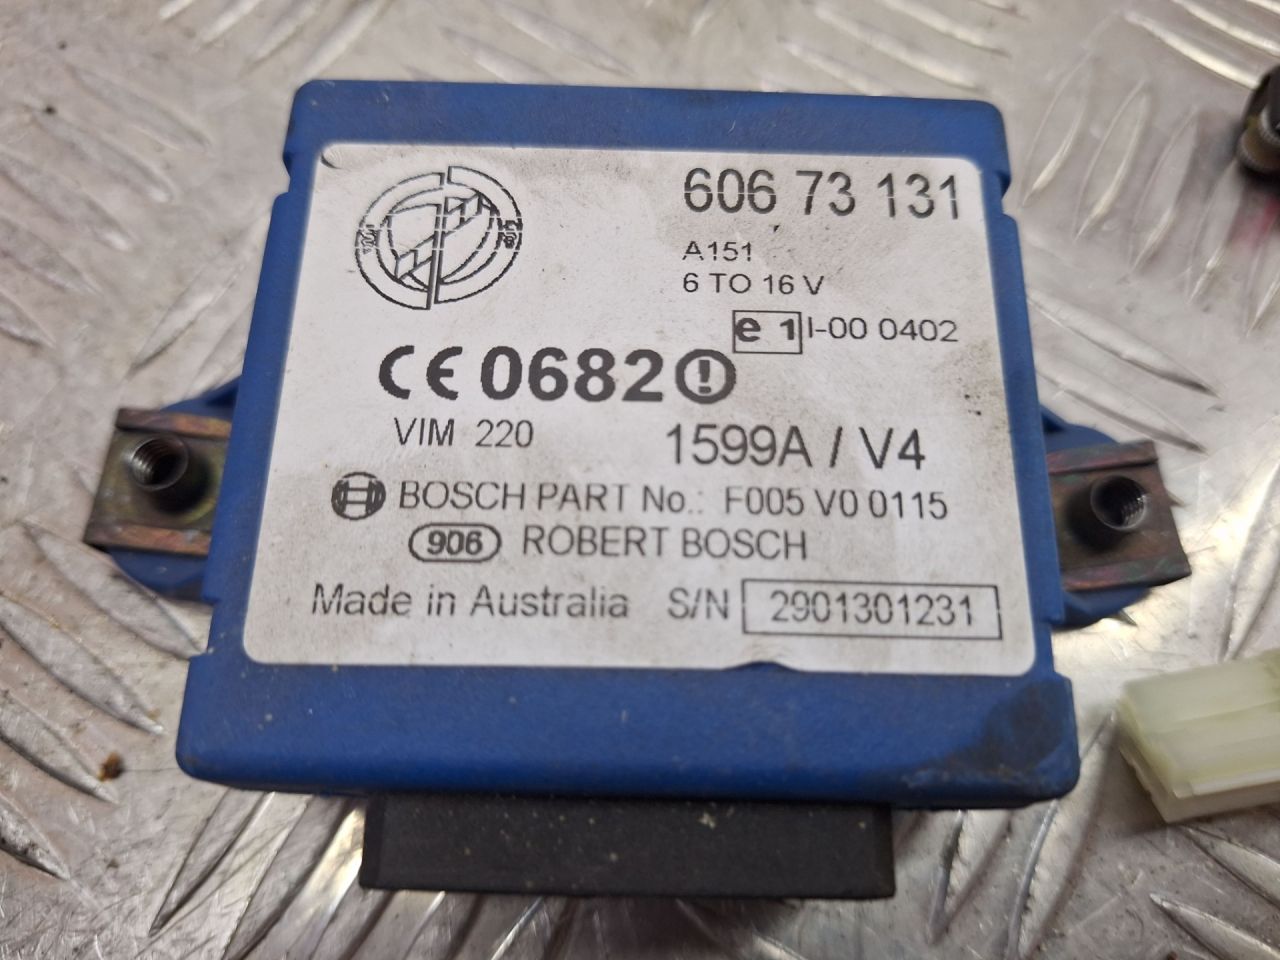 606 73 131
A151
6 TO 16 V
e 1 I-00 0402
CE 0682
VIM 220 1599A / V4
BOSCH PART No.: F005 V0 0115
906 ROBERT BOSCH
Made in Australia S/N 2901301231